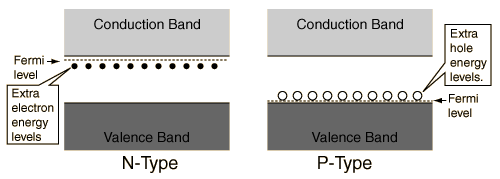 Conduction Band
Fermi
level
Extra
electron
energy
levels
Valence Band
N-Type
Conduction Band
Extra
hole
energy
levels.
Fermi
level
Valence Band
P-Type